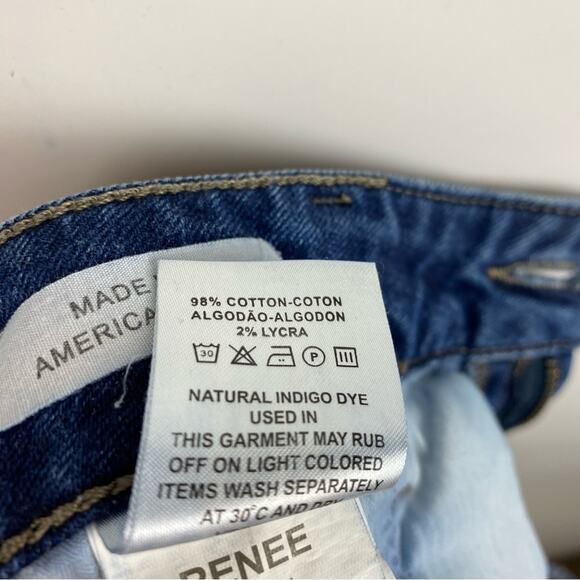 MADE
AMERICA
98% COTTON-COTON
ALGODÃO-ALGODON
2% LYCRA
30 P
NATURAL INDIGO DYE
USED IN
THIS GARMENT MAY RUB
OFF ON LIGHT COLORED
ITEMS WASH SEPARATELY
AT 30°C AND
RENEE